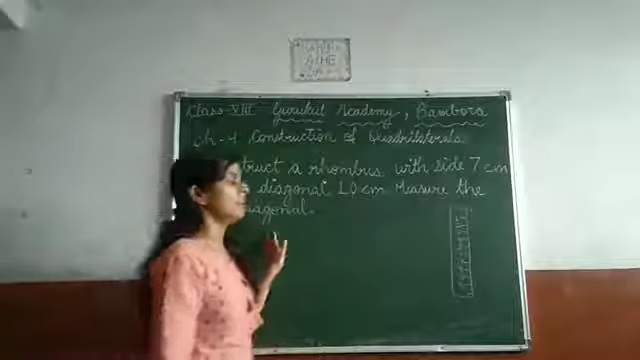 Class-VIII Gurukul Academy, Bambora
Ch-4 Construction of Quadrilaterals
truct a rhombus with side 7 cm
diagonal 10 cm Measure the
iagonal.